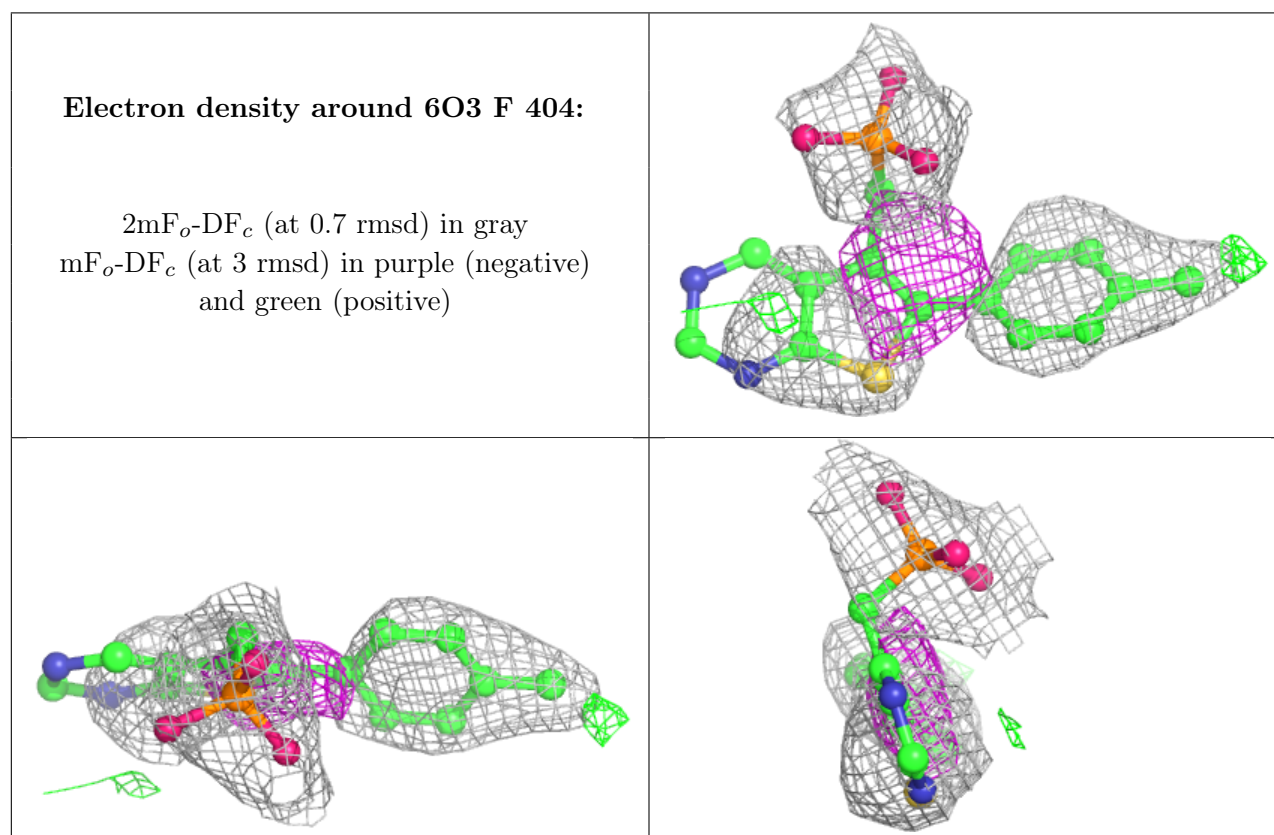 Electron density around 6O3 F 404:
2mFo-DFc (at 0.7 rmsd) in gray
mFo-DFc (at 3 rmsd) in purple (negative)
and green (positive)